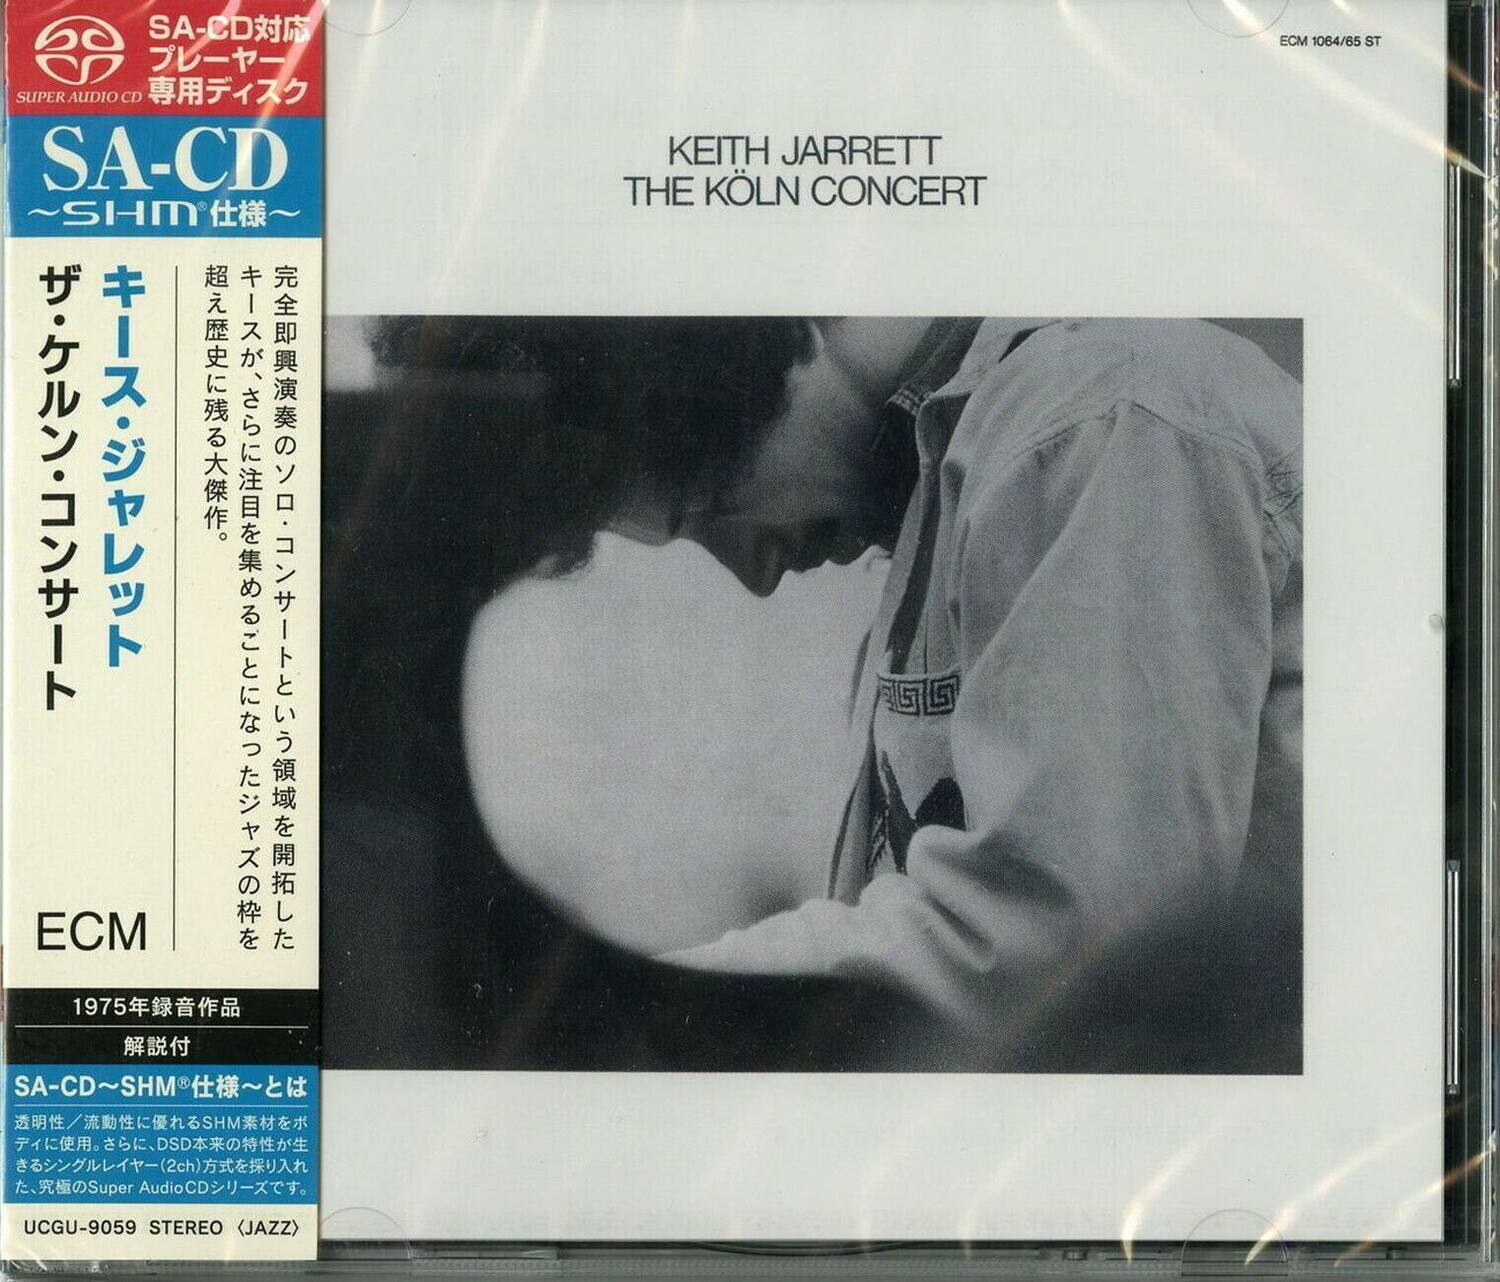 SUPER AUDIO CD
SA-CD対応
プレーヤー
専用ディスク
SA-CD
~SHM®仕様~
完全即興演奏のソロ・コンサートという領域を開拓した
キースが、さらに注目を集めることになったジャズの枠を
超え歴史に残る大傑作。
キース・ジャレット
ザ・ケルン・コンサート
ECM
1975年録音作品
解説付
SA-CD~SHM®仕様~とは
透明性/流動性に優れるSHM素材をボ
ディに使用。さらに、DSD本来の特性が生
きるシングルレイヤー(2ch)方式を採り入れ
た、究極のSuper Audio CDシリーズです。
UCGU-9059 STEREO 〈JAZZ〉
ECM 1064/65 ST
KEITH JARRETT
THE KÖLN CONCERT